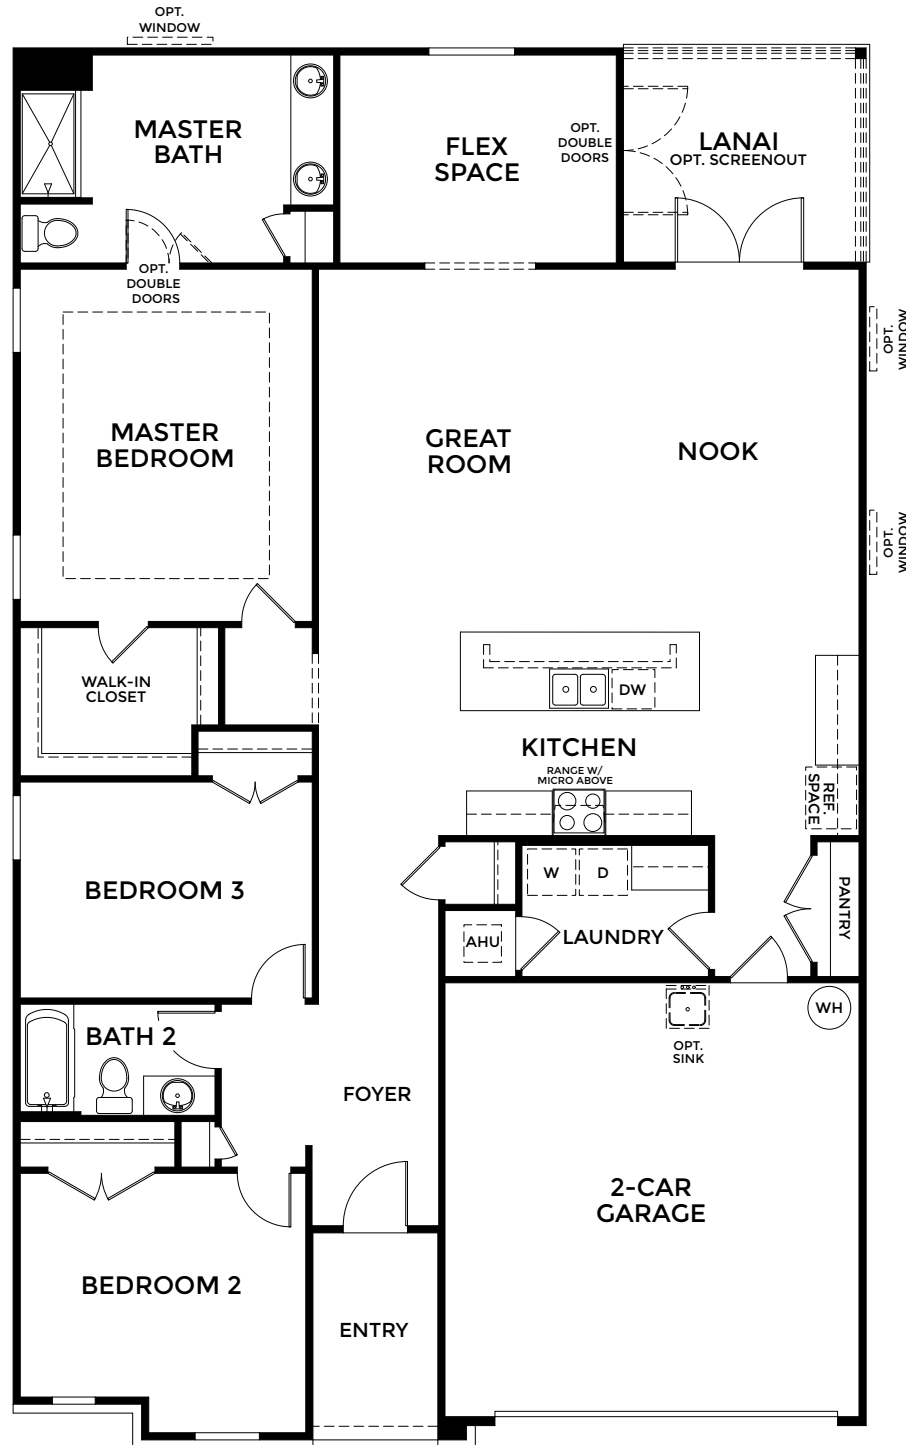 OPT.
WINDOW
MASTER
BATH
FLEX
SPACE
OPT.
DOUBLE
DOORS
LANAI
OPT. SCREENOUT
OPT.
DOUBLE
DOORS
OPT.
WINDOW
MASTER
BEDROOM
GREAT
ROOM
NOOK
OPT.
WINDOW
WALK-IN
CLOSET
DW
KITCHEN
RANGE W/
MICRO ABOVE
REF.
SPACE
BEDROOM 3
W
D
PANTRY
AHU
LAUNDRY
WH
BATH 2
OPT.
SINK
FOYER
2-CAR
GARAGE
BEDROOM 2
ENTRY